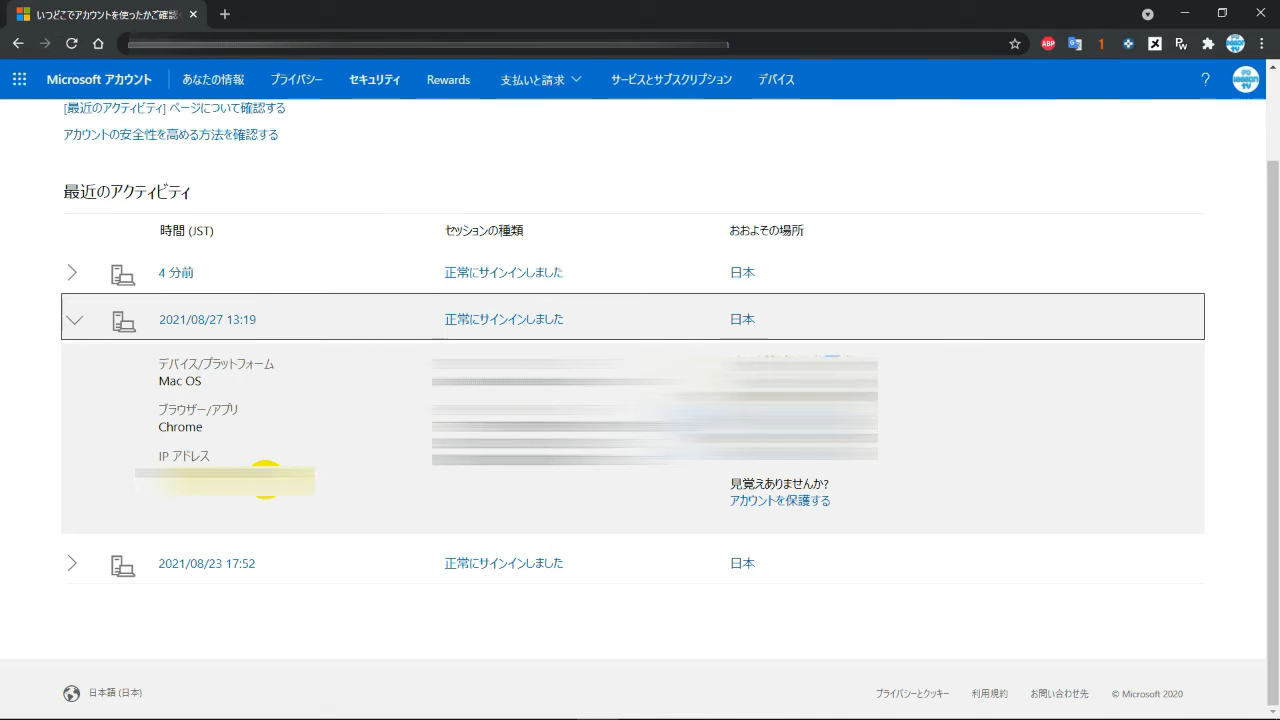 いつどこでアカウントを使ったかご確認
Microsoft アカウント
あなたの情報
プライバシー
セキュリティ
Rewards
支払いと請求
サービスとサブスクリプション
デバイス
?
[最近のアクティビティ] ページについて確認する
アカウントの安全性を高める方法を確認する
最近のアクティビティ
時間 (JST) セッションの種類 おおよその場所
4 分前 正常にサインインしました 日本
2021/08/27 13:19 正常にサインインしました 日本
デバイス/プラットフォーム
Mac OS
ブラウザー/アプリ
Chrome
IP アドレス
見覚えありませんか?
アカウントを保護する
2021/08/23 17:52 正常にサインインしました 日本
日本語 (日本)
プライバシーとクッキー 利用規約 お問い合わせ先 © Microsoft 2020